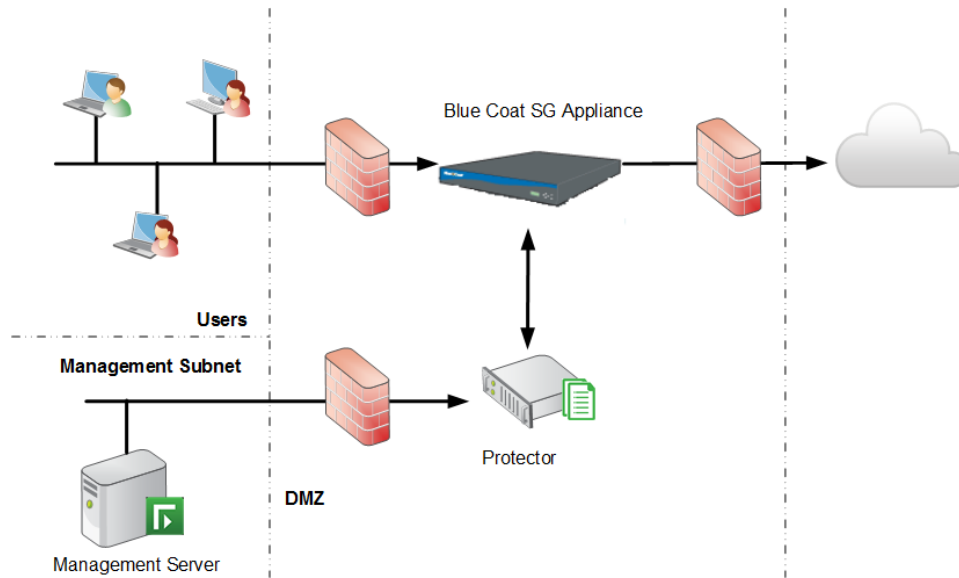 Blue Coat SG Appliance
Users
Management Subnet
Protector
DMZ
Management Server